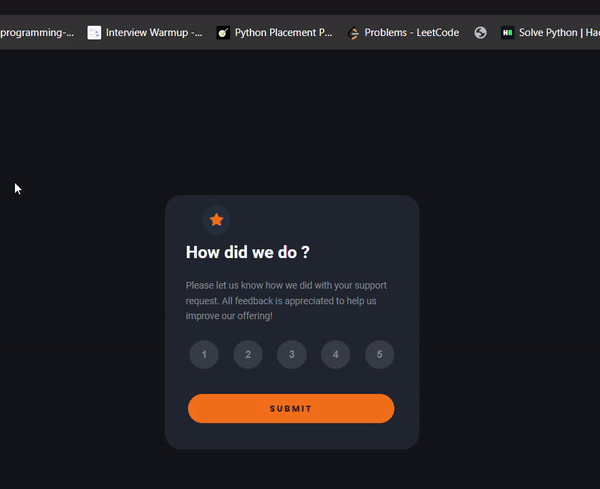 programming-... Interview Warmup -... Python Placement P... Problems - LeetCode Solve Python | Hac
How did we do ?
Please let us know how we did with your support
request. All feedback is appreciated to help us
improve our offering!
1 2 3 4 5
SUBMIT